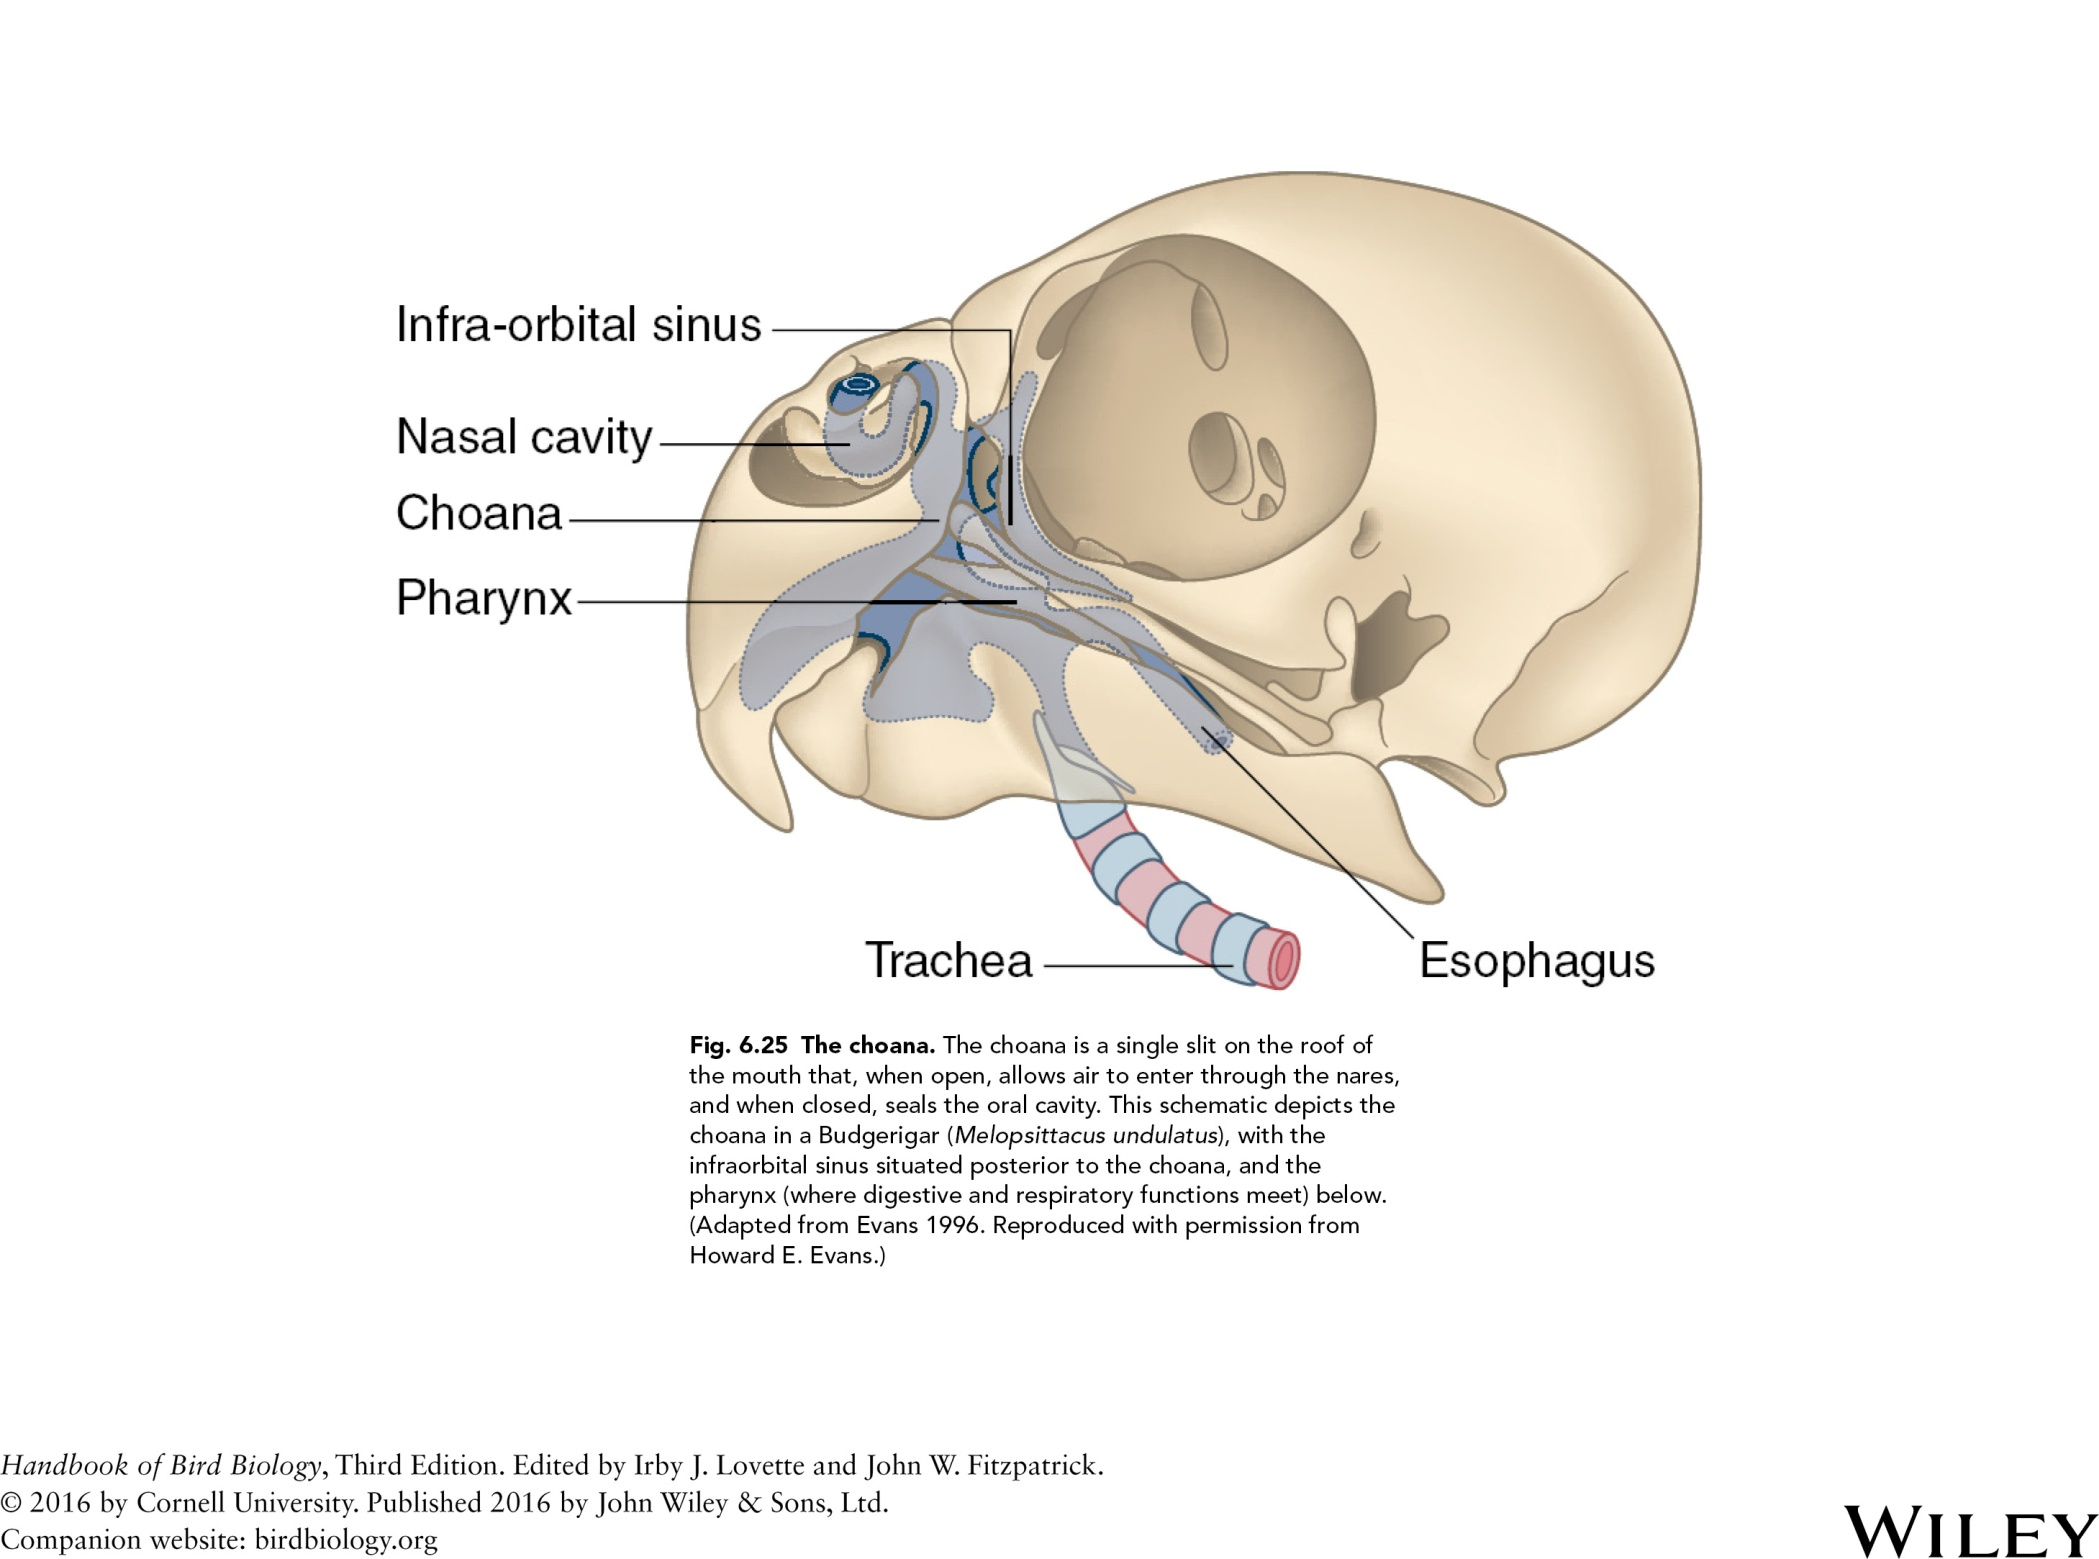 Infra-orbital sinus
Nasal cavity
Choana
Pharynx
Trachea
Esophagus
Fig. 6.25 The choana. The choana is a single slit on the roof of
the mouth that, when open, allows air to enter through the nares,
and when closed, seals the oral cavity. This schematic depicts the
choana in a Budgerigar (Melopsittacus undulatus), with the
infraorbital sinus situated posterior to the choana, and the
pharynx (where digestive and respiratory functions meet) below.
(Adapted from Evans 1996. Reproduced with permission from
Howard E. Evans.)
Handbook of Bird Biology, Third Edition. Edited by Irby J. Lovette and John W. Fitzpatrick.
© 2016 by Cornell University. Published 2016 by John Wiley & Sons, Ltd.
Companion website: birdbiology.org
WILEY